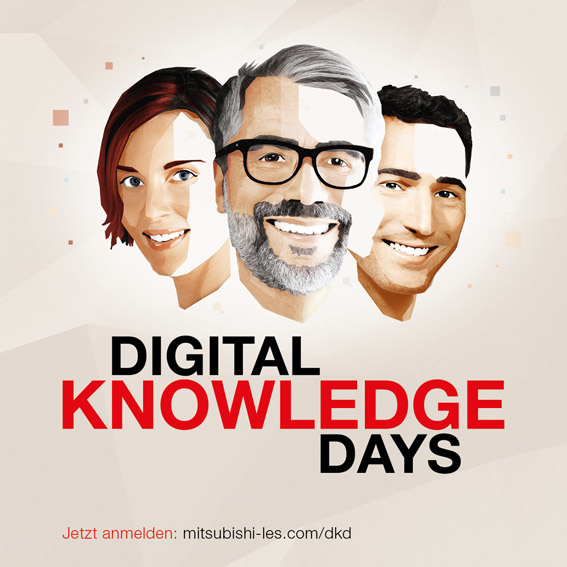 DIGITAL
KNOWLEDGE
DAYS
Jetzt anmelden: mitsubishi-les.com/dkd